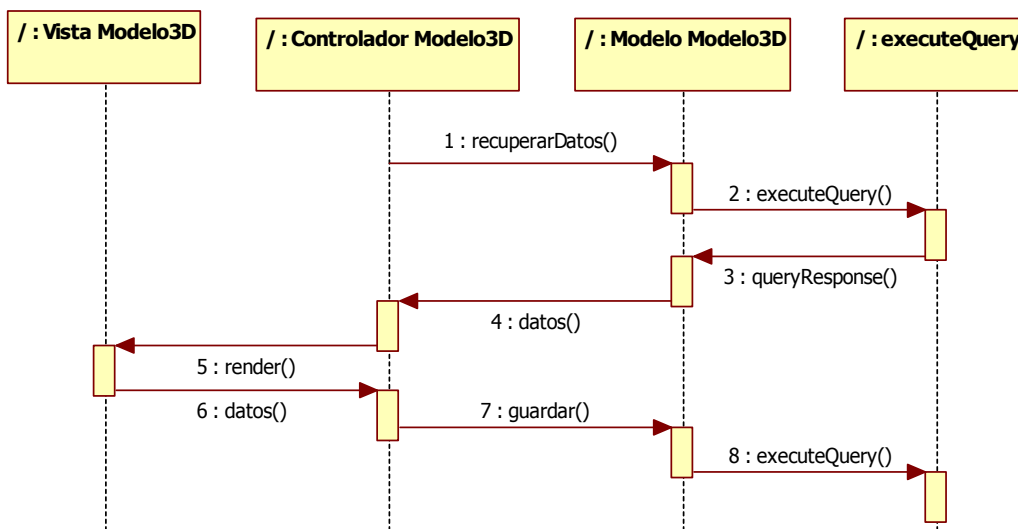 / : Vista Modelo3D
/ : Controlador Modelo3D
/ : Modelo Modelo3D
/ : executeQuery
1 : recuperarDatos()
2 : executeQuery()
3 : queryResponse()
4 : datos()
5 : render()
6 : datos()
7 : guardar()
8 : executeQuery()